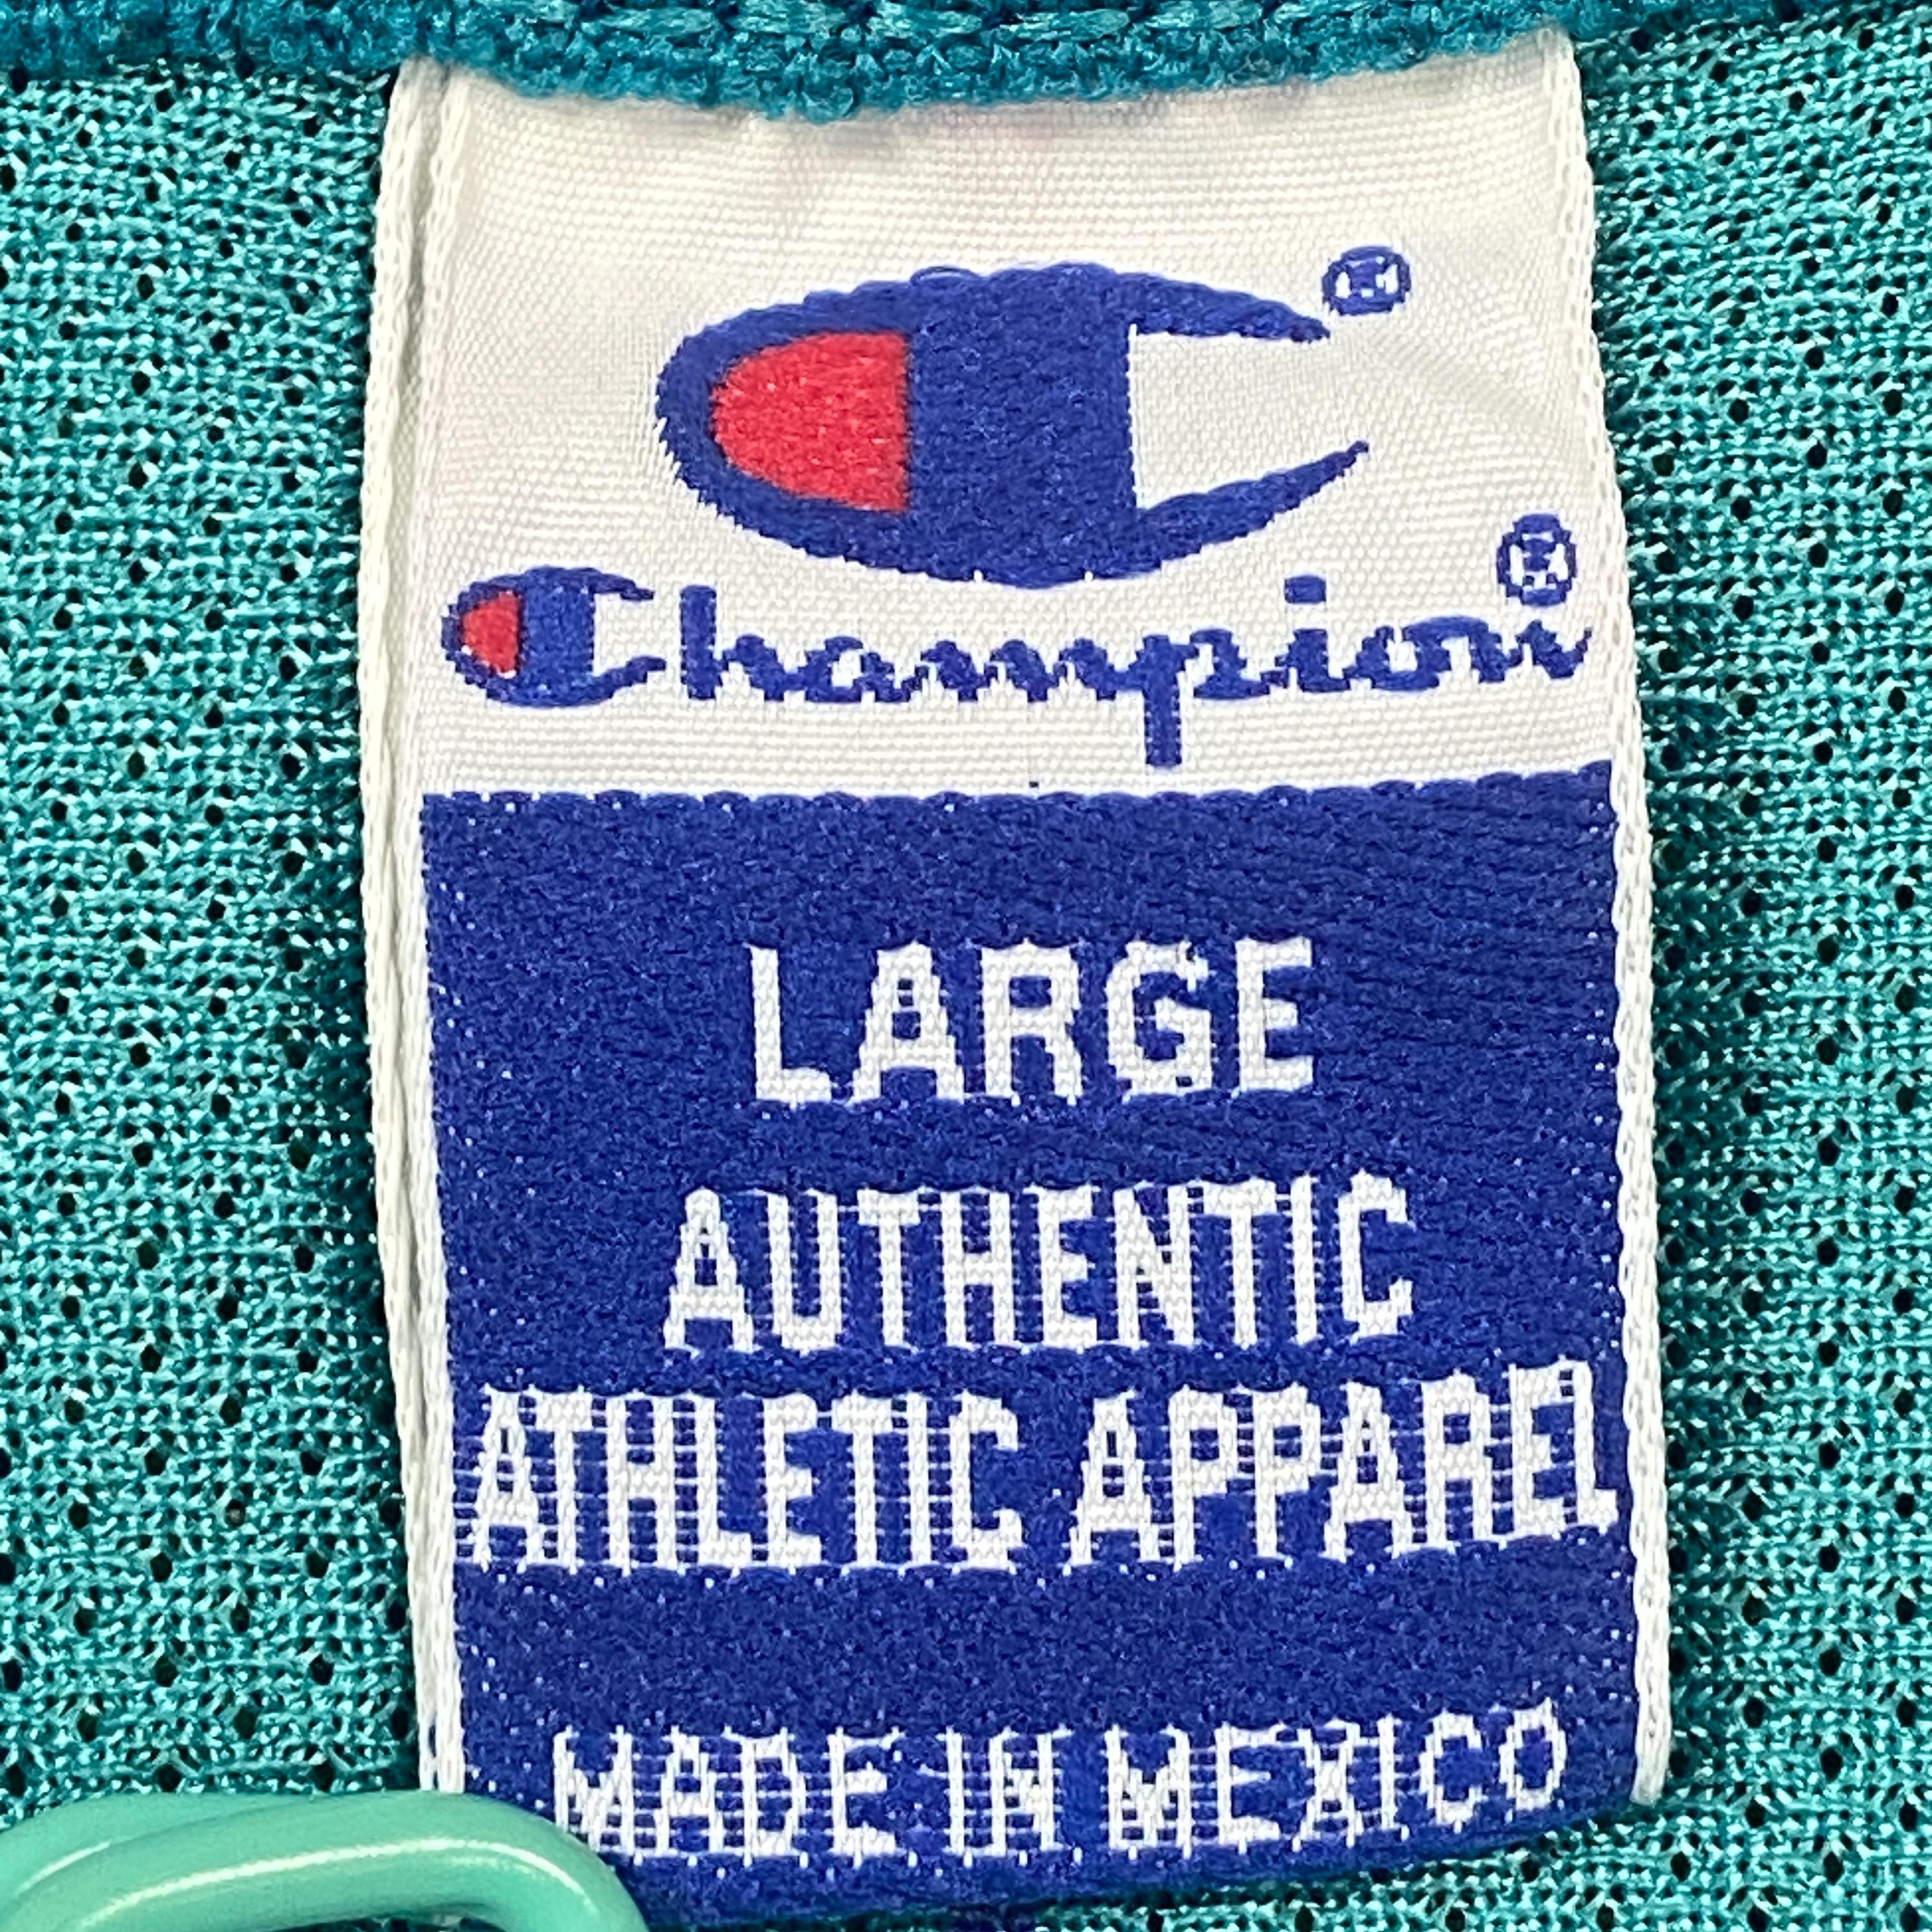 ®
Champion®
LARGE
AUTHENTIC
ATHLETIC APPAREL
MADE IN MEXICO